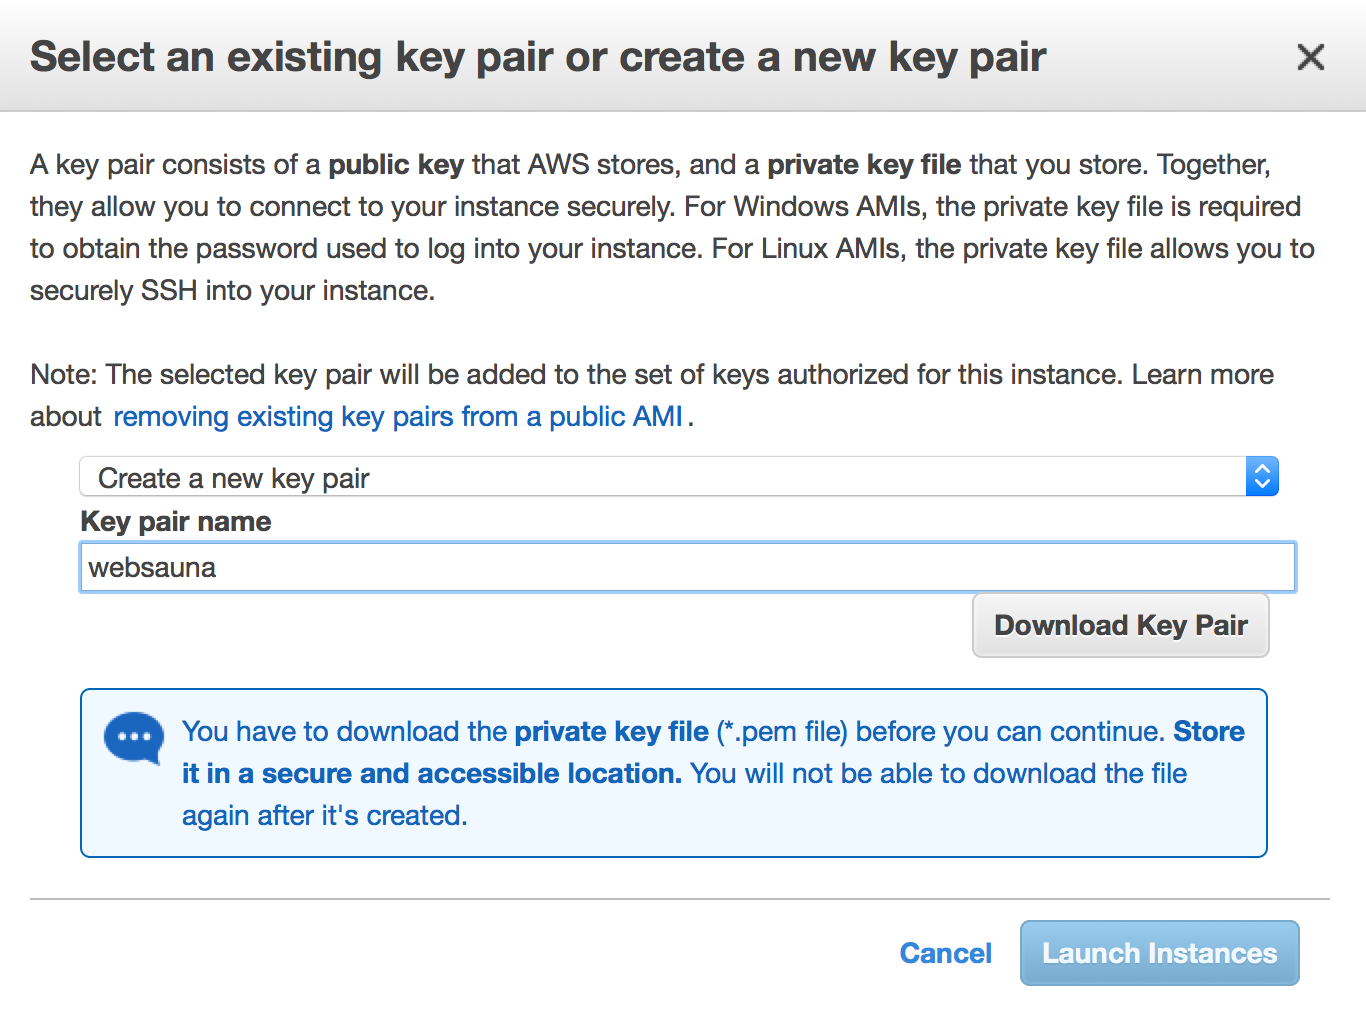 Select an existing key pair or create a new key pair
A key pair consists of a public key that AWS stores, and a private key file that you store. Together,
they allow you to connect to your instance securely. For Windows AMIs, the private key file is required
to obtain the password used to log into your instance. For Linux AMIs, the private key file allows you to
securely SSH into your instance.
Note: The selected key pair will be added to the set of keys authorized for this instance. Learn more
about removing existing key pairs from a public AMI.
Create a new key pair
Key pair name
websauna
Download Key Pair
You have to download the private key file (*.pem file) before you can continue. Store
it in a secure and accessible location. You will not be able to download the file
again after it's created.
Cancel Launch Instances